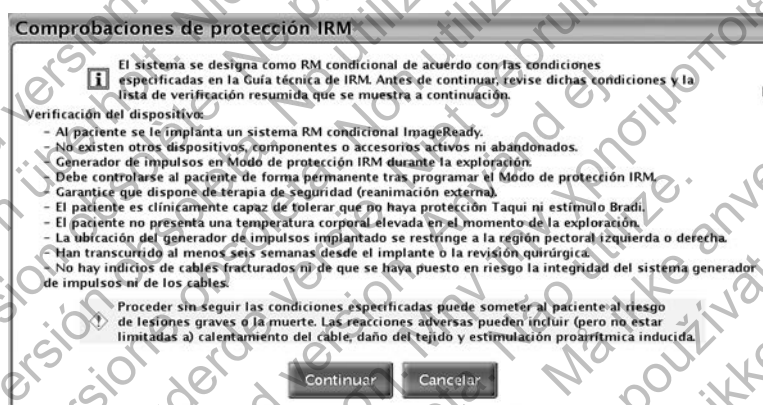 Comprobaciones de protección IRM
El sistema se designa como RM condicional de acuerdo con las condiciones
especificadas en la Guía técnica de IRM. Antes de continuar, revise dichas condiciones y la
lista de verificación resumida que se muestra a continuación.
Verificación del dispositivo:
- Al paciente se le implanta un sistema RM condicional ImageReady.
- No existen otros dispositivos, componentes o accesorios activos ni abandonados.
- Generador de impulsos en Modo de protección IRM durante la exploración.
- Debe controlarse al paciente de forma permanente tras programar el Modo de protección IRM.
- Garantice que dispone de terapia de seguridad (reanimación externa).
- El paciente es clínicamente capaz de tolerar que no haya protección Taqui ni estímulo Bradi.
- El paciente no presenta una temperatura corporal elevada en el momento de la exploración.
- La ubicación del generador de impulsos implantado se restringe a la región pectoral izquierda o derecha.
- Han transcurrido al menos seis semanas desde el implante o la revisión quirúrgica.
- No hay indicios de cables fracturados ni de que se haya puesto en riesgo la integridad del sistema generador
de impulsos ni de los cables.
Proceder sin seguir las condiciones especificadas puede someter al paciente al riesgo
de lesiones graves o la muerte. Las reacciones adversas pueden incluir (pero no estar
limitadas a) calentamiento del cable, daño del tejido y estimulación proarrítmica inducida.
Continuar Cancelar